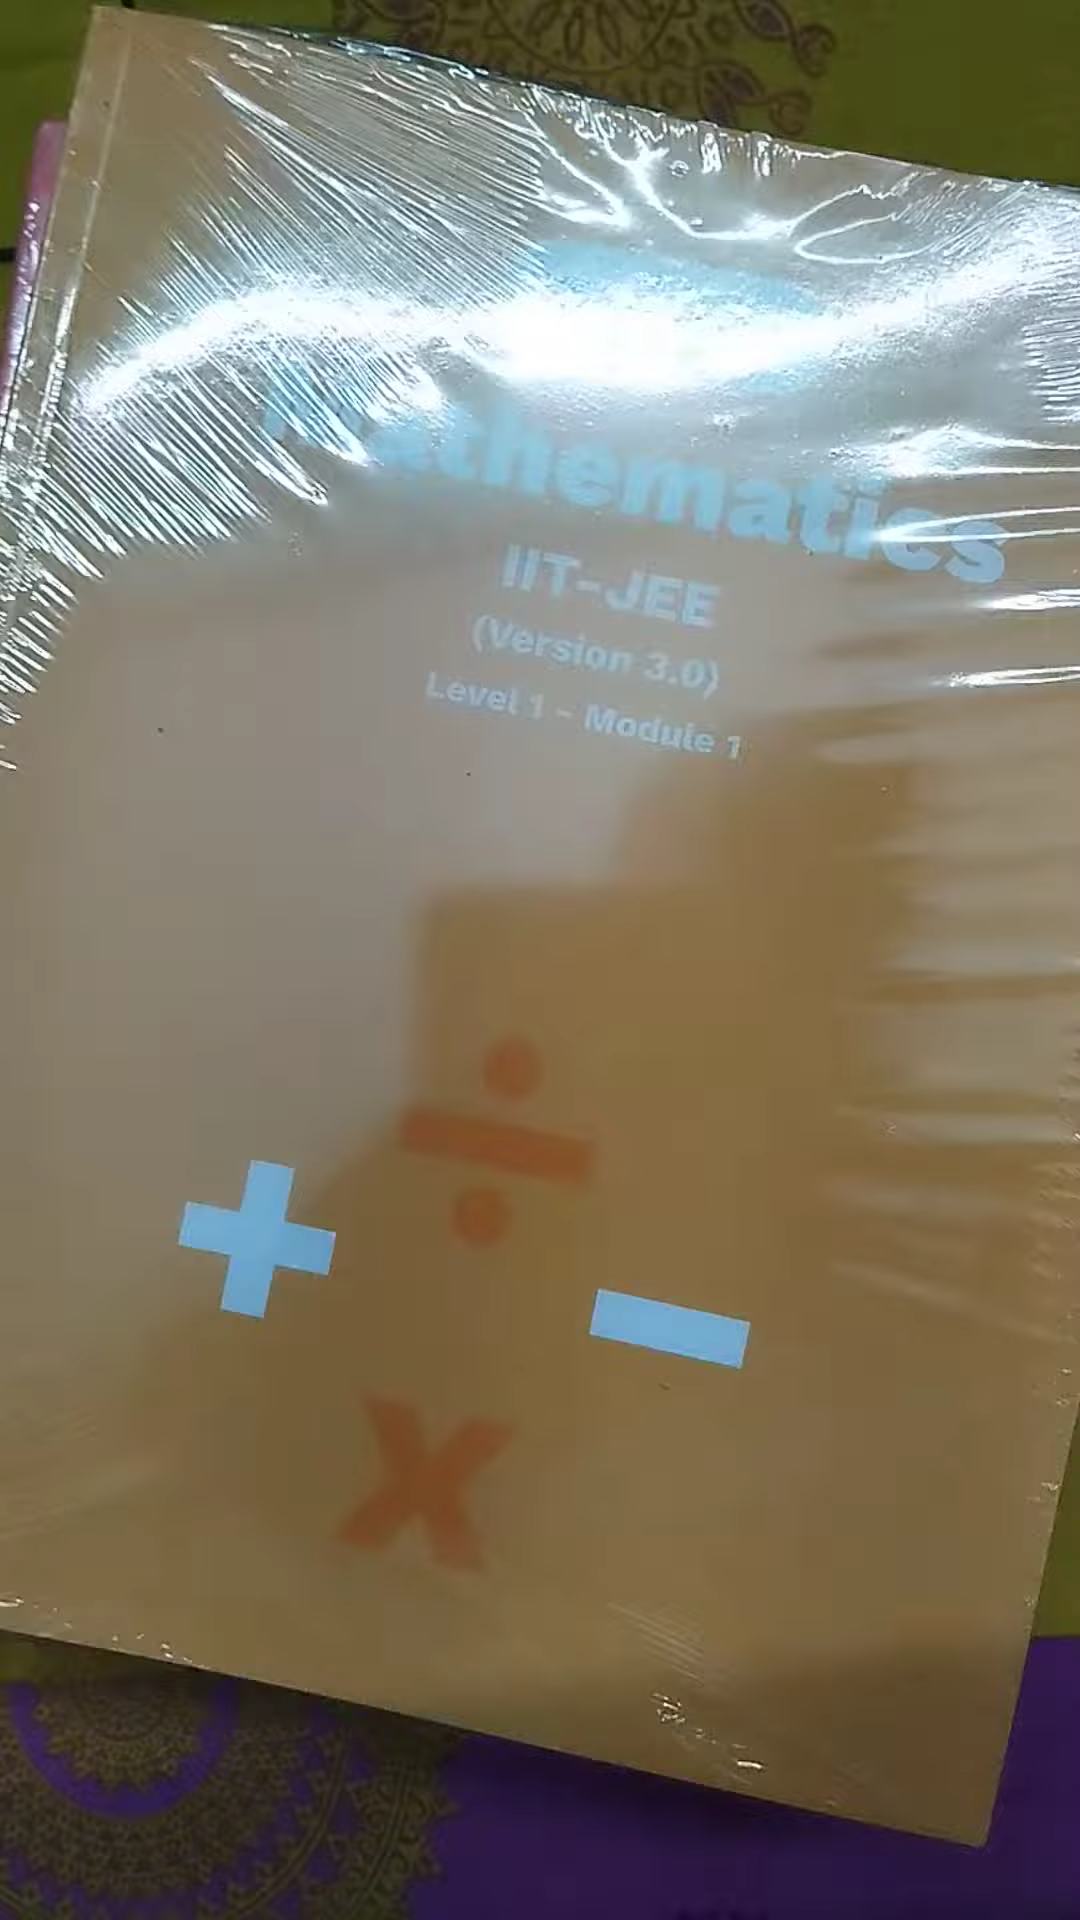 Mathematics
IIT-JEE
(Version 3.0)
Level 1 - Module 1
+
÷
-
x